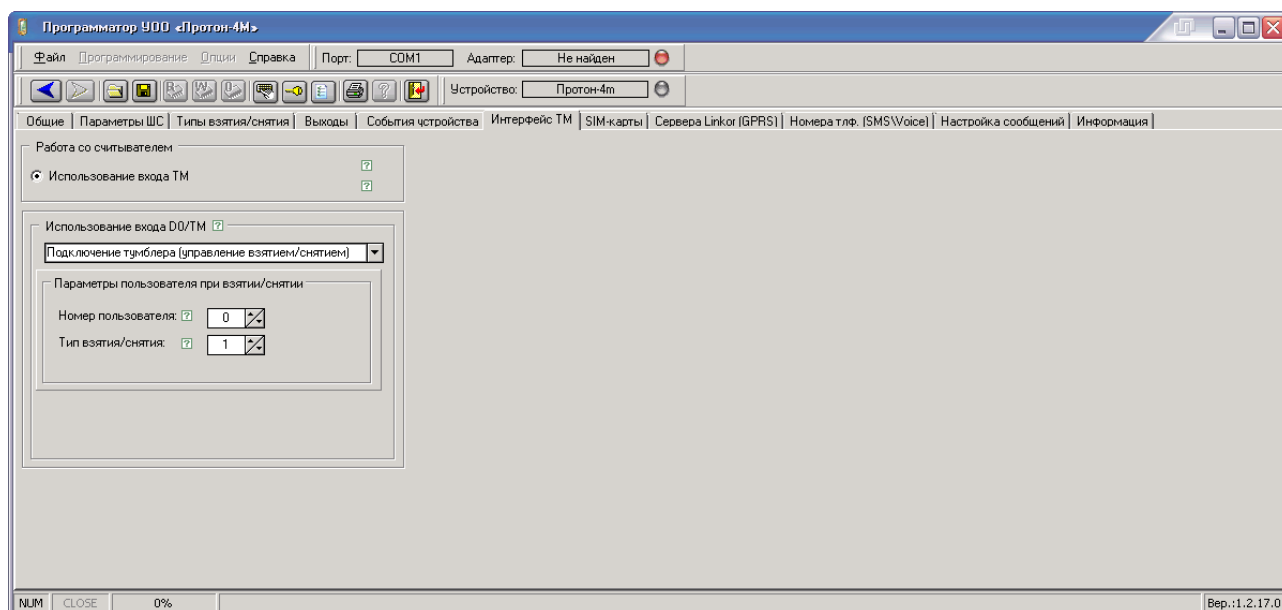 Программатор УОО «Протон-4М»
Файл Программирование Опции Справка Порт: COM1 Адаптер: Не найден
Устройство: Протон-4m
Общие Параметры ШС Типы взятия/снятия Выходы События устройства Интерфейс ТМ SIM-карты Сервера Linkor (GPRS) Номера тлф. (SMS\Voice) Настройка сообщений Информация
Работа со считывателем
Использование входа ТМ
Использование входа D0/ТМ
Подключение тумблера (управление взятием/снятием)
Параметры пользователя при взятии/снятии
Номер пользователя: 0
Тип взятия/снятия: 1
NUM CLOSE 0% Вер.:1.2.17.0